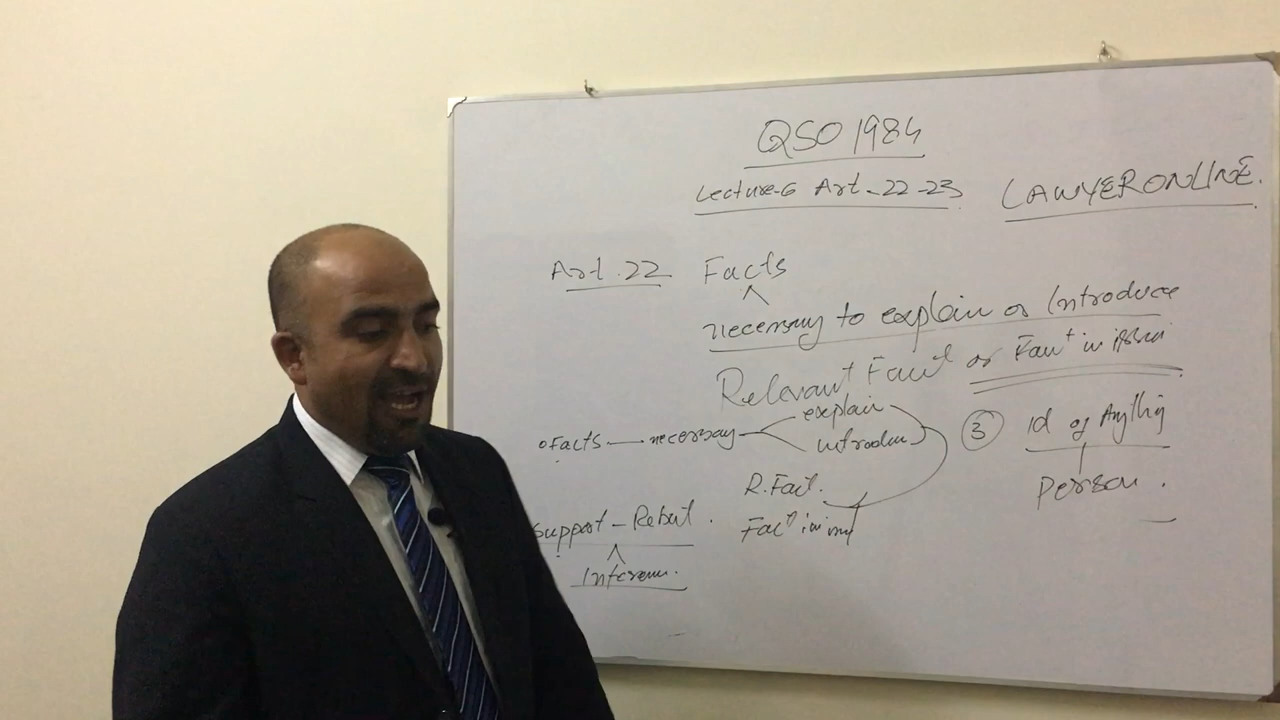 QSO 1984
Lecture-6 Art-22-23
LAWYERONLINE.
Art.22 Facts
necessary to explain or Introduce
Relevant Fact or Fact in issue
Facts — necessary
explain
introduce
R.Fact.
Fact in
Support - Rebut.
Inference.
3 id of Anything
Person.